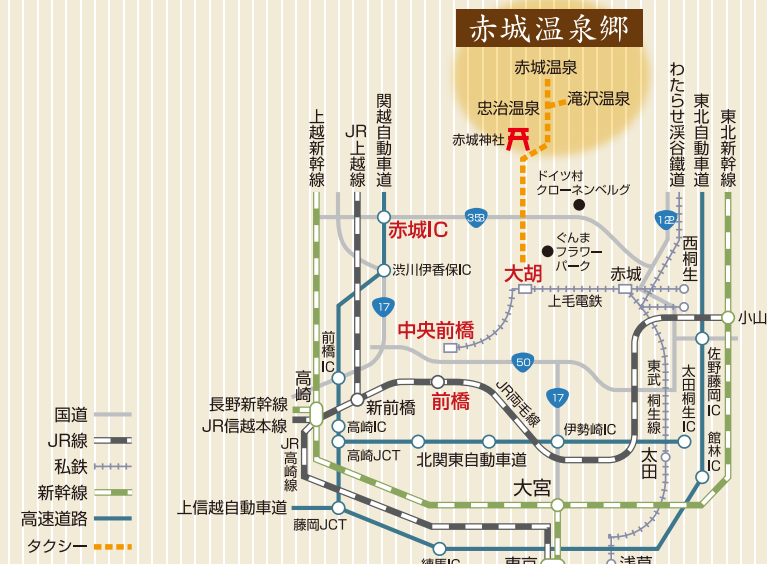 赤城温泉郷
赤城温泉
忠治温泉
滝沢温泉
赤城神社
上越新幹線
JR上越線
関越自動車道
わたらせ渓谷鐵道
東北自動車道
東北新幹線
ドイツ村
クローネンベルグ
赤城IC
353
122
ぐんま
フラワー
パーク
西桐生
渋川伊香保IC
大胡
赤城
上毛電鉄
17
中央前橋
小山
前橋IC
50
高崎
新前橋
前橋
JR両毛線
17
東武桐生線
太田桐生IC
佐野藤岡IC
長野新幹線
JR信越本線
高崎IC
伊勢崎IC
国道
JR線
私鉄
新幹線
高速道路
タクシー
JR高崎線
高崎JCT
北関東自動車道
太田
館林IC
大宮
上信越自動車道
藤岡JCT
練馬IC
東京
浅草